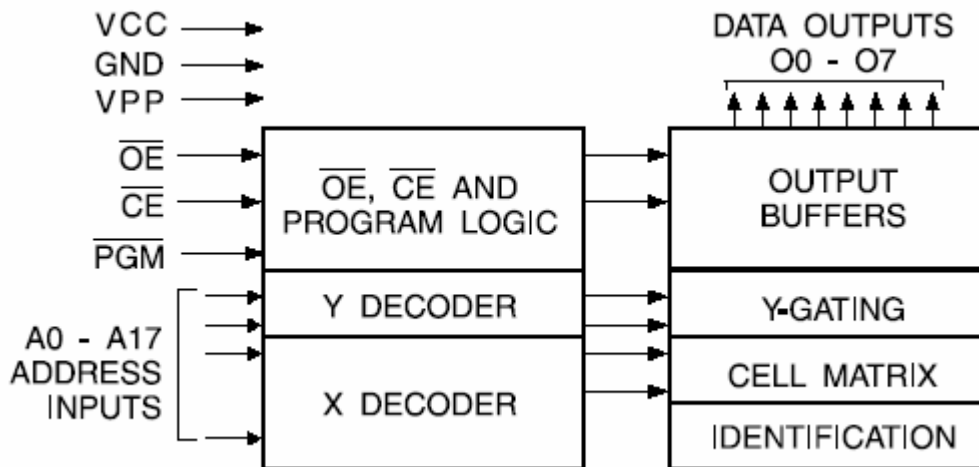 VCC
GND
VPP
OE
CE
PGM
A0 - A17
ADDRESS
INPUTS
OE, CE AND
PROGRAM LOGIC
Y DECODER
X DECODER
DATA OUTPUTS
O0 - O7
OUTPUT
BUFFERS
Y-GATING
CELL MATRIX
IDENTIFICATION